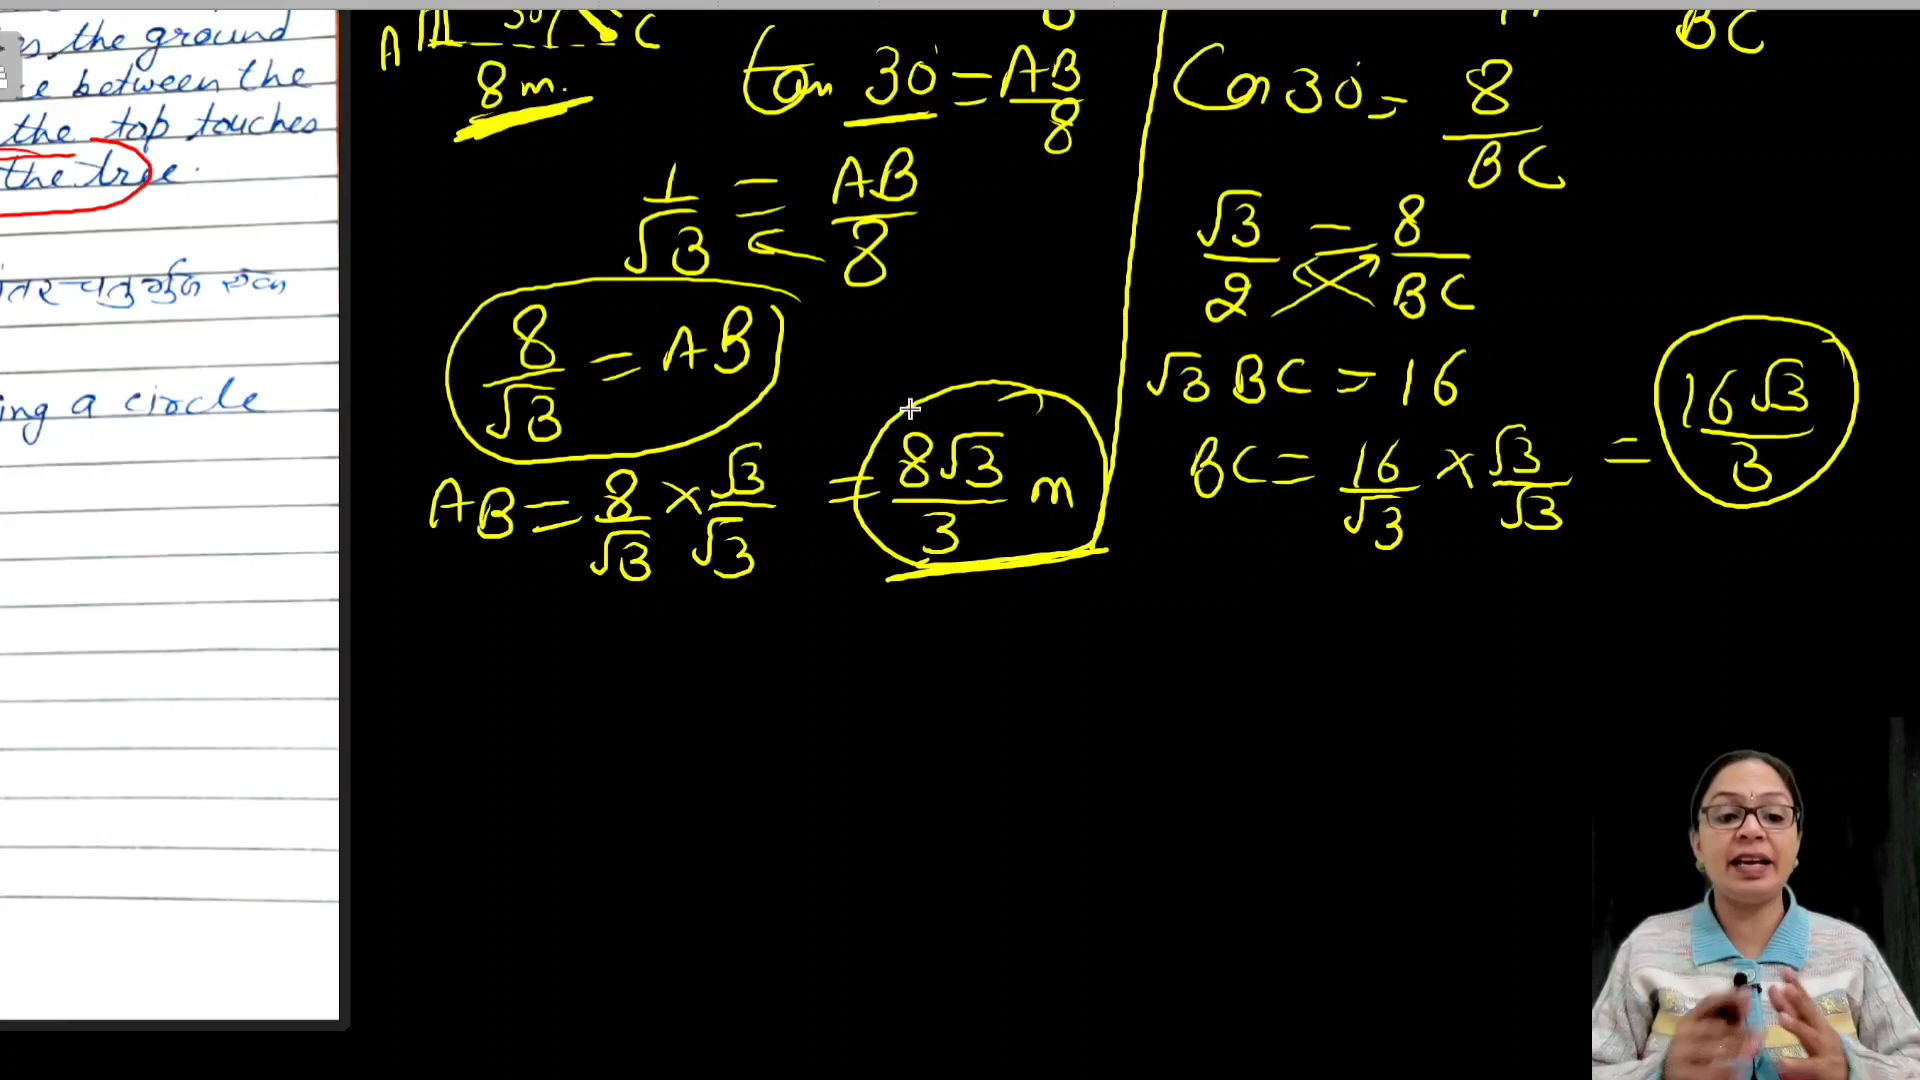 the ground
between the
the top touches
the tree.
चतुर्भुज एक
ing a circle
A 30 C
8 m.
tan 30° = AB/8
1/√3 = AB/8
8/√3 = AB
AB = 8/√3 × √3/√3 = 8√3/3 m
BC
Cos 30° = 8/BC
√3/2 = 8/BC
√3 BC = 16
BC = 16/√3 × √3/√3 = 16√3/3